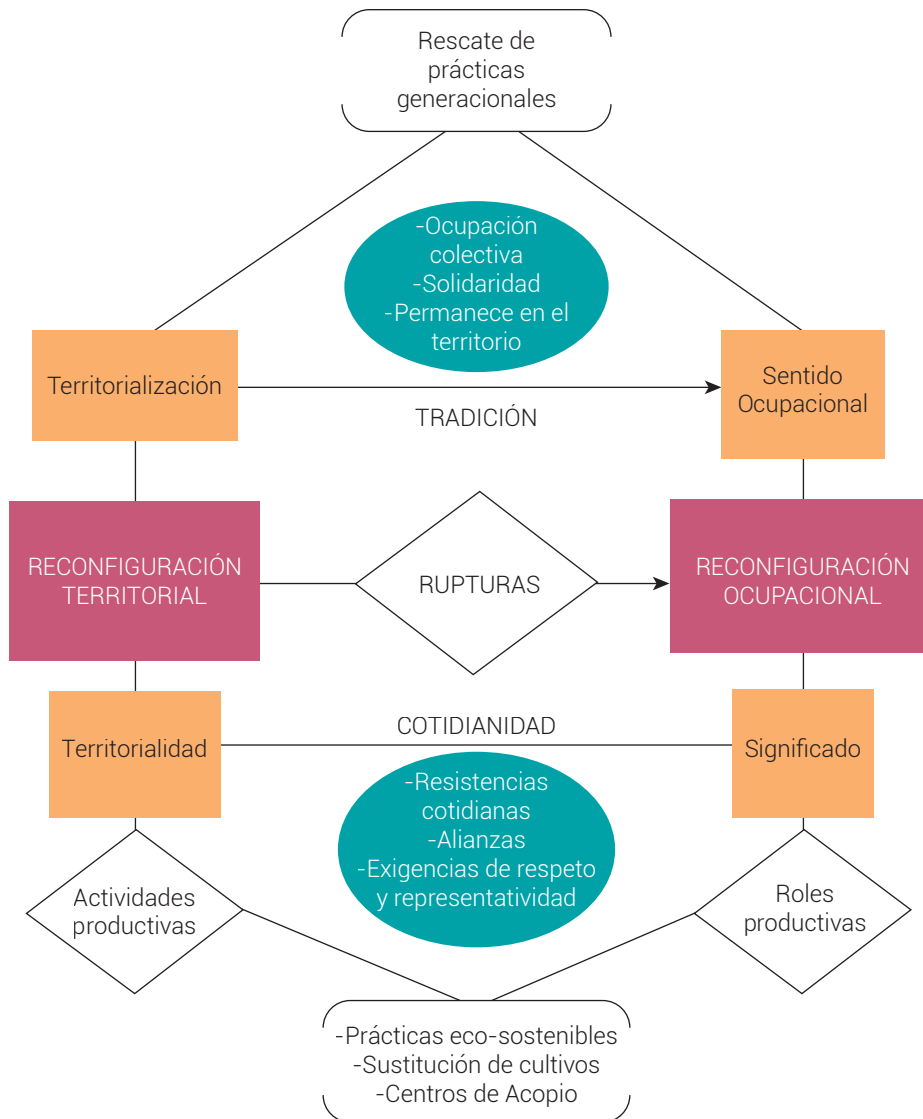 Rescate de
prácticas
generacionales
-Ocupación
colectiva
-Solidaridad
-Permanece en el
territorio
Territorialización
Sentido
Ocupacional
TRADICIÓN
RECONFIGURACIÓN
TERRITORIAL
RUPTURAS
RECONFIGURACIÓN
OCUPACIONAL
COTIDIANIDAD
Territorialidad
Significado
-Resistencias
cotidianas
-Alianzas
-Exigencias de respeto
y representatividad
Actividades
productivas
Roles
productivas
-Prácticas eco-sostenibles
-Sustitución de cultivos
-Centros de Acopio